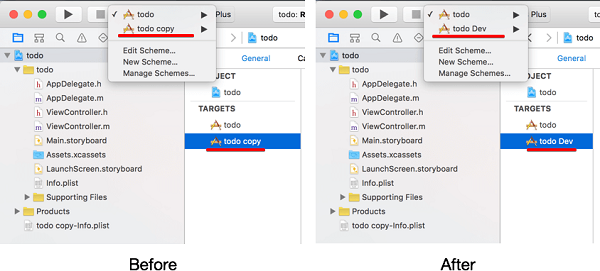 todo
todo copy
Plus
todo: R
Edit Scheme...
New Scheme...
Manage Schemes...
todo
todo
General
Ca
todo
AppDelegate.h
AppDelegate.m
ViewController.h
ViewController.m
Main.storyboard
Assets.xcassets
LaunchScreen.storyboard
Info.plist
Supporting Files
Products
todo copy-Info.plist
PROJECT
todo
TARGETS
todo
todo copy
Before
todo
todo Dev
Plus
todo:
Edit Scheme...
New Scheme...
Manage Schemes...
todo
todo
General
todo
AppDelegate.h
AppDelegate.m
ViewController.h
ViewController.m
Main.storyboard
Assets.xcassets
LaunchScreen.storyboard
Info.plist
Supporting Files
Products
todo copy-Info.plist
PROJECT
todo
TARGETS
todo
todo Dev
After